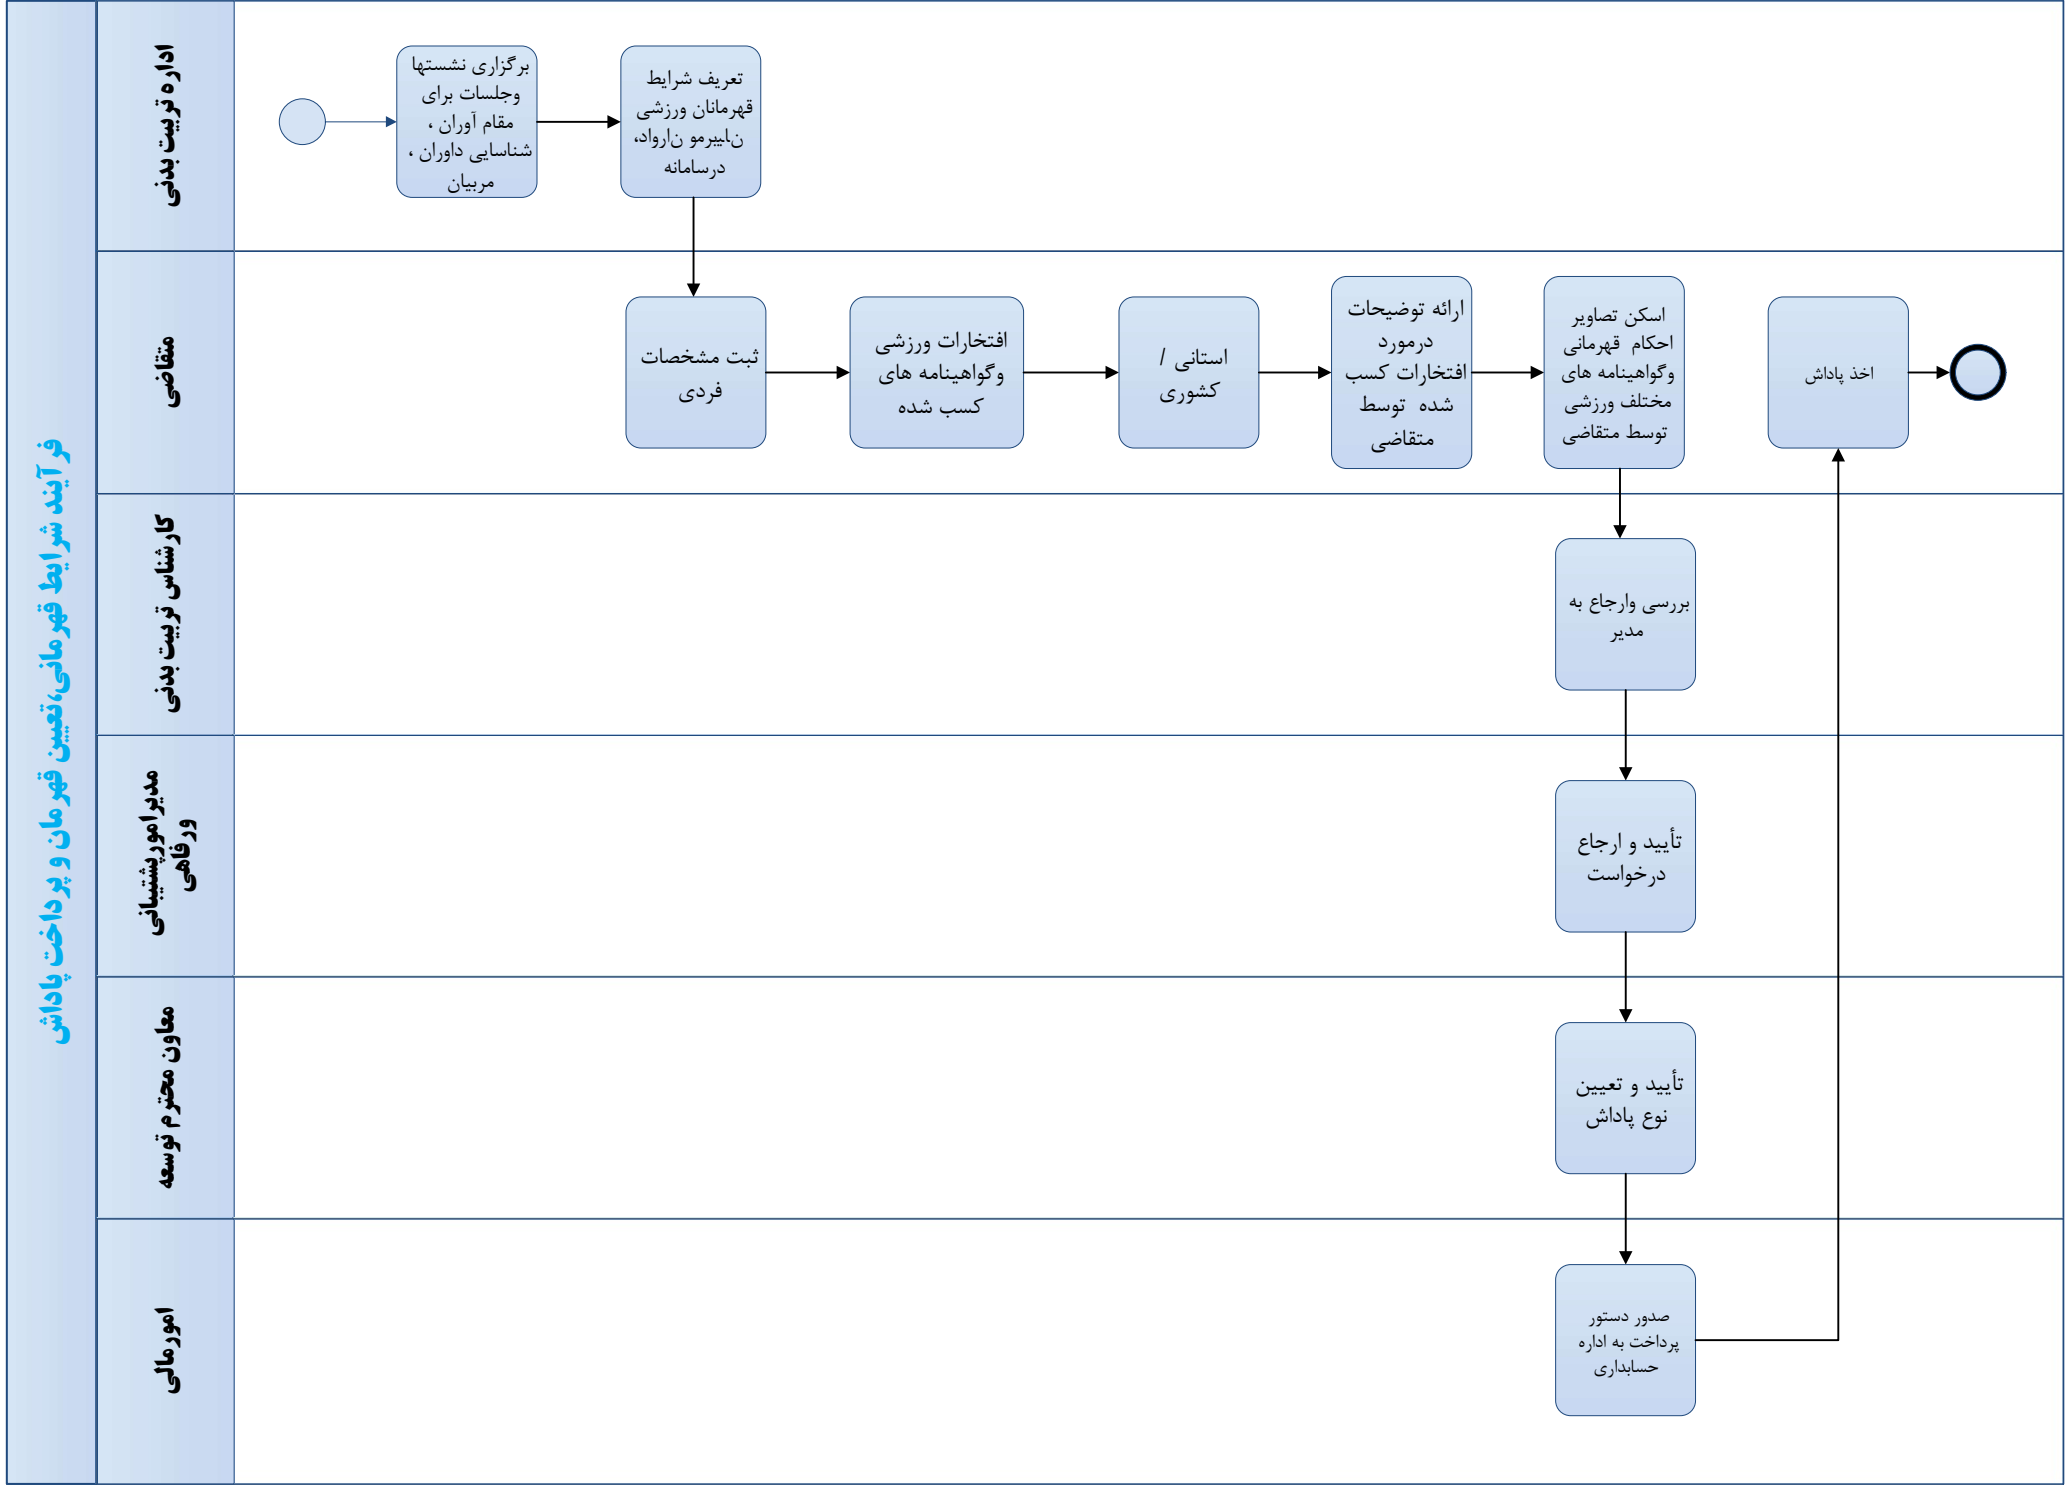 فرآیند شرایط قهرمانی،تعیین قهرمان و پرداخت پاداش
اداره تربیت بدنی
برگزاری نشستها
وجلسات برای
مقام آوران ،
شناسایی داوران ،
مربیان
تعریف شرایط
قهرمانان ورزشی
،داوران ومربیان
درسامانه
متقاضی
ثبت مشخصات
فردی
افتخارات ورزشی
وگواهینامه های
کسب شده
استانی /
کشوری
ارائه توضیحات
درمورد
افتخارات کسب
شده توسط
متقاضی
اسکن تصاویر
احکام قهرمانی
وگواهینامه های
مختلف ورزشی
توسط متقاضی
اخذ پاداش
کارشناس تربیت بدنی
بررسی وارجاع به
مدیر
مدیرامورپشتیبانی
ورفاهی
تأیید و ارجاع
درخواست
معاون محترم توسعه
تأیید و تعیین
نوع پاداش
امورمالی
صدور دستور
پرداخت به اداره
حسابداری